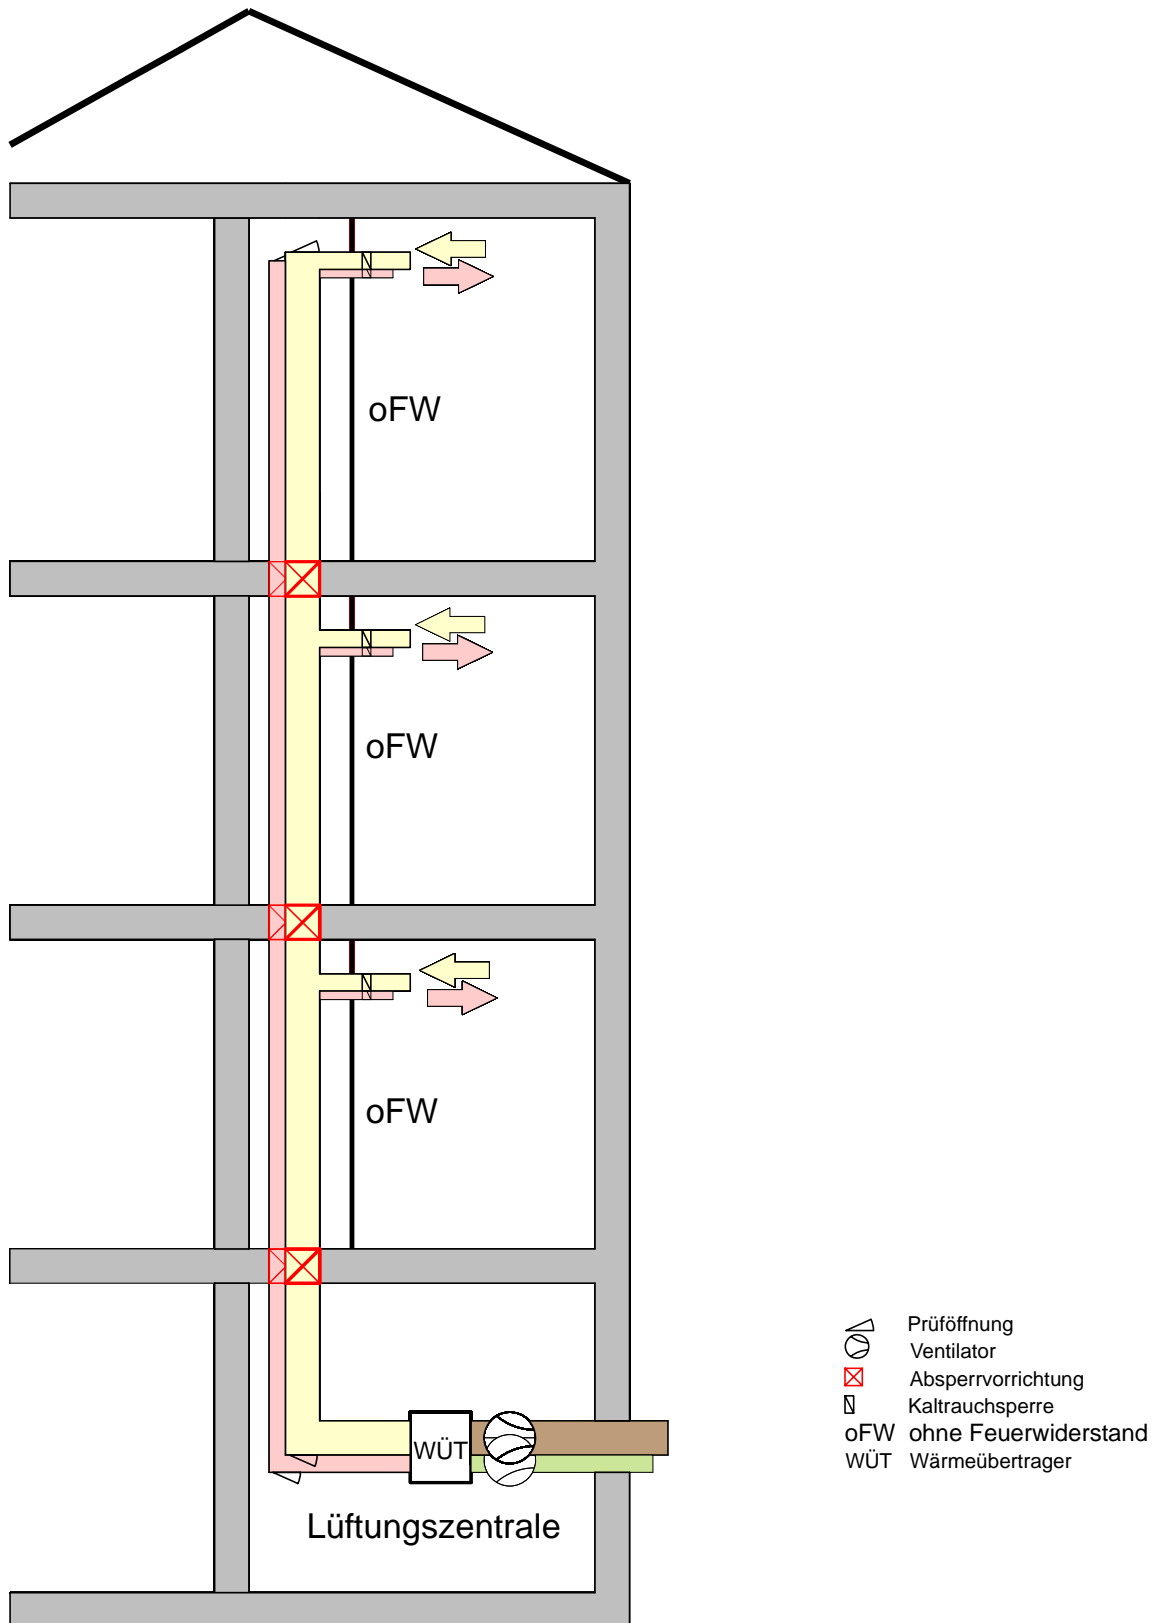 oFW
oFW
oFW
WÜT
Lüftungszentrale
Prüföffnung
Ventilator
Absperrvorrichtung
Kaltrauchsperre
oFW ohne Feuerwiderstand
WÜT Wärmeübertrager